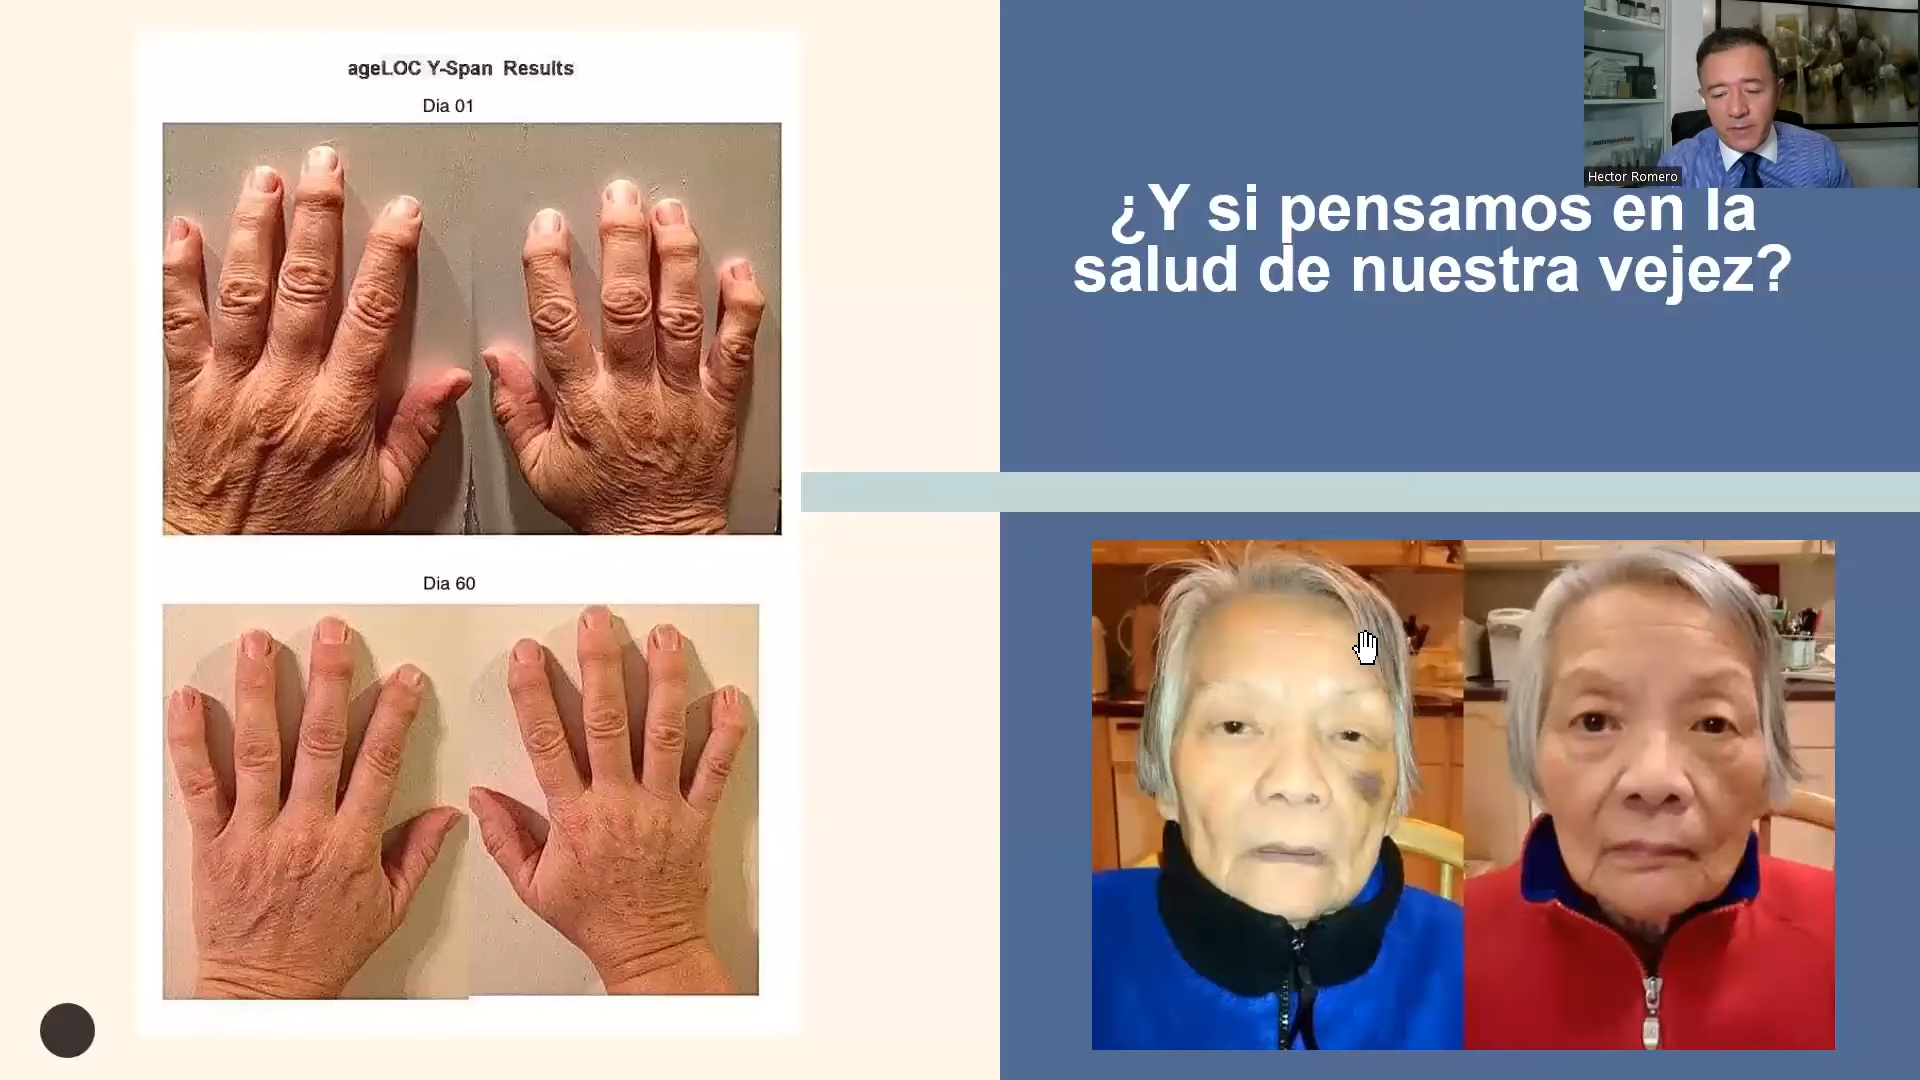 ageLOC Y-Span Results
Dia 01
Dia 60
Hector Romero
¿Y si pensamos en la
salud de nuestra vejez?